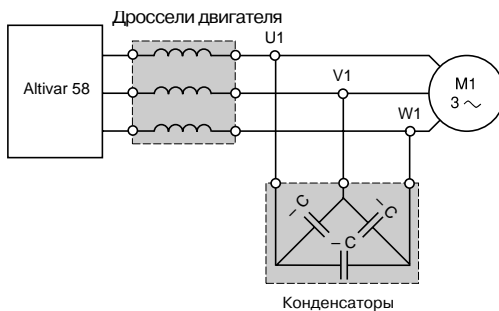 Дроссели двигателя
U1
V1
W1
Altivar 58
M1
3 ~
– C
– C
– C
Конденсаторы